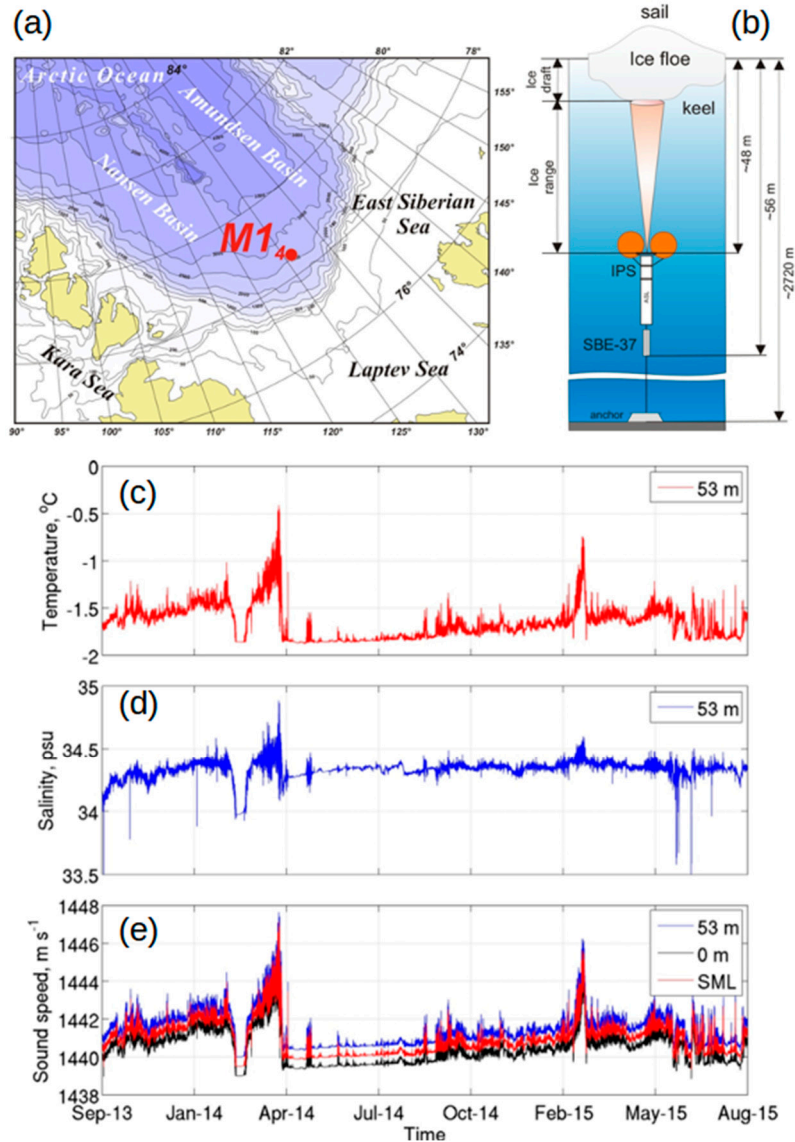 (a)
82°
80°
78°
Arctic Ocean
84°
Amundsen Basin
Nansen Basin
155°
150°
145°
140°
135°
East Siberian
Sea
M1
4
76°
74°
Kara Sea
Laptev Sea
90°
95°
100°
105°
110°
115°
120°
125°
130°
sail
(b)
Ice floe
keel
Ice
draft
Ice
range
~48 m
~56 m
~2720 m
IPS
ASL
SBE-37
anchor
(c)
53 m
Temperature, °C
0
-0.5
-1
-1.5
-2
(d)
53 m
Salinity, psu
35
34.5
34
33.5
(e)
53 m
0 m
SML
Sound speed, m s-1
1448
1446
1444
1442
1440
1438
Sep-13
Jan-14
Apr-14
Jul-14
Oct-14
Feb-15
May-15
Aug-15
Time